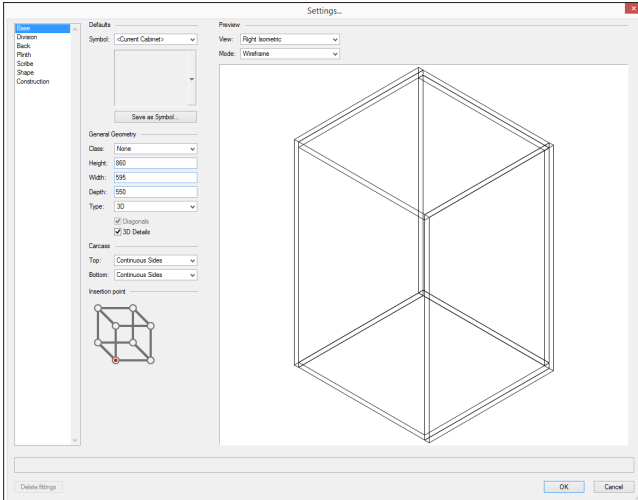 Settings...
Base
Division
Back
Plinth
Scribe
Shape
Construction
Defaults
Symbol: <Current Cabinet>
Save as Symbol...
General Geometry
Class: None
Height: 860
Width: 595
Depth: 550
Type: 3D
Diagonals
3D Details
Carcass
Top: Continuous Sides
Bottom: Continuous Sides
Insertion point
Preview
View: Right Isometric
Mode: Wireframe
Delete fittings
OK
Cancel